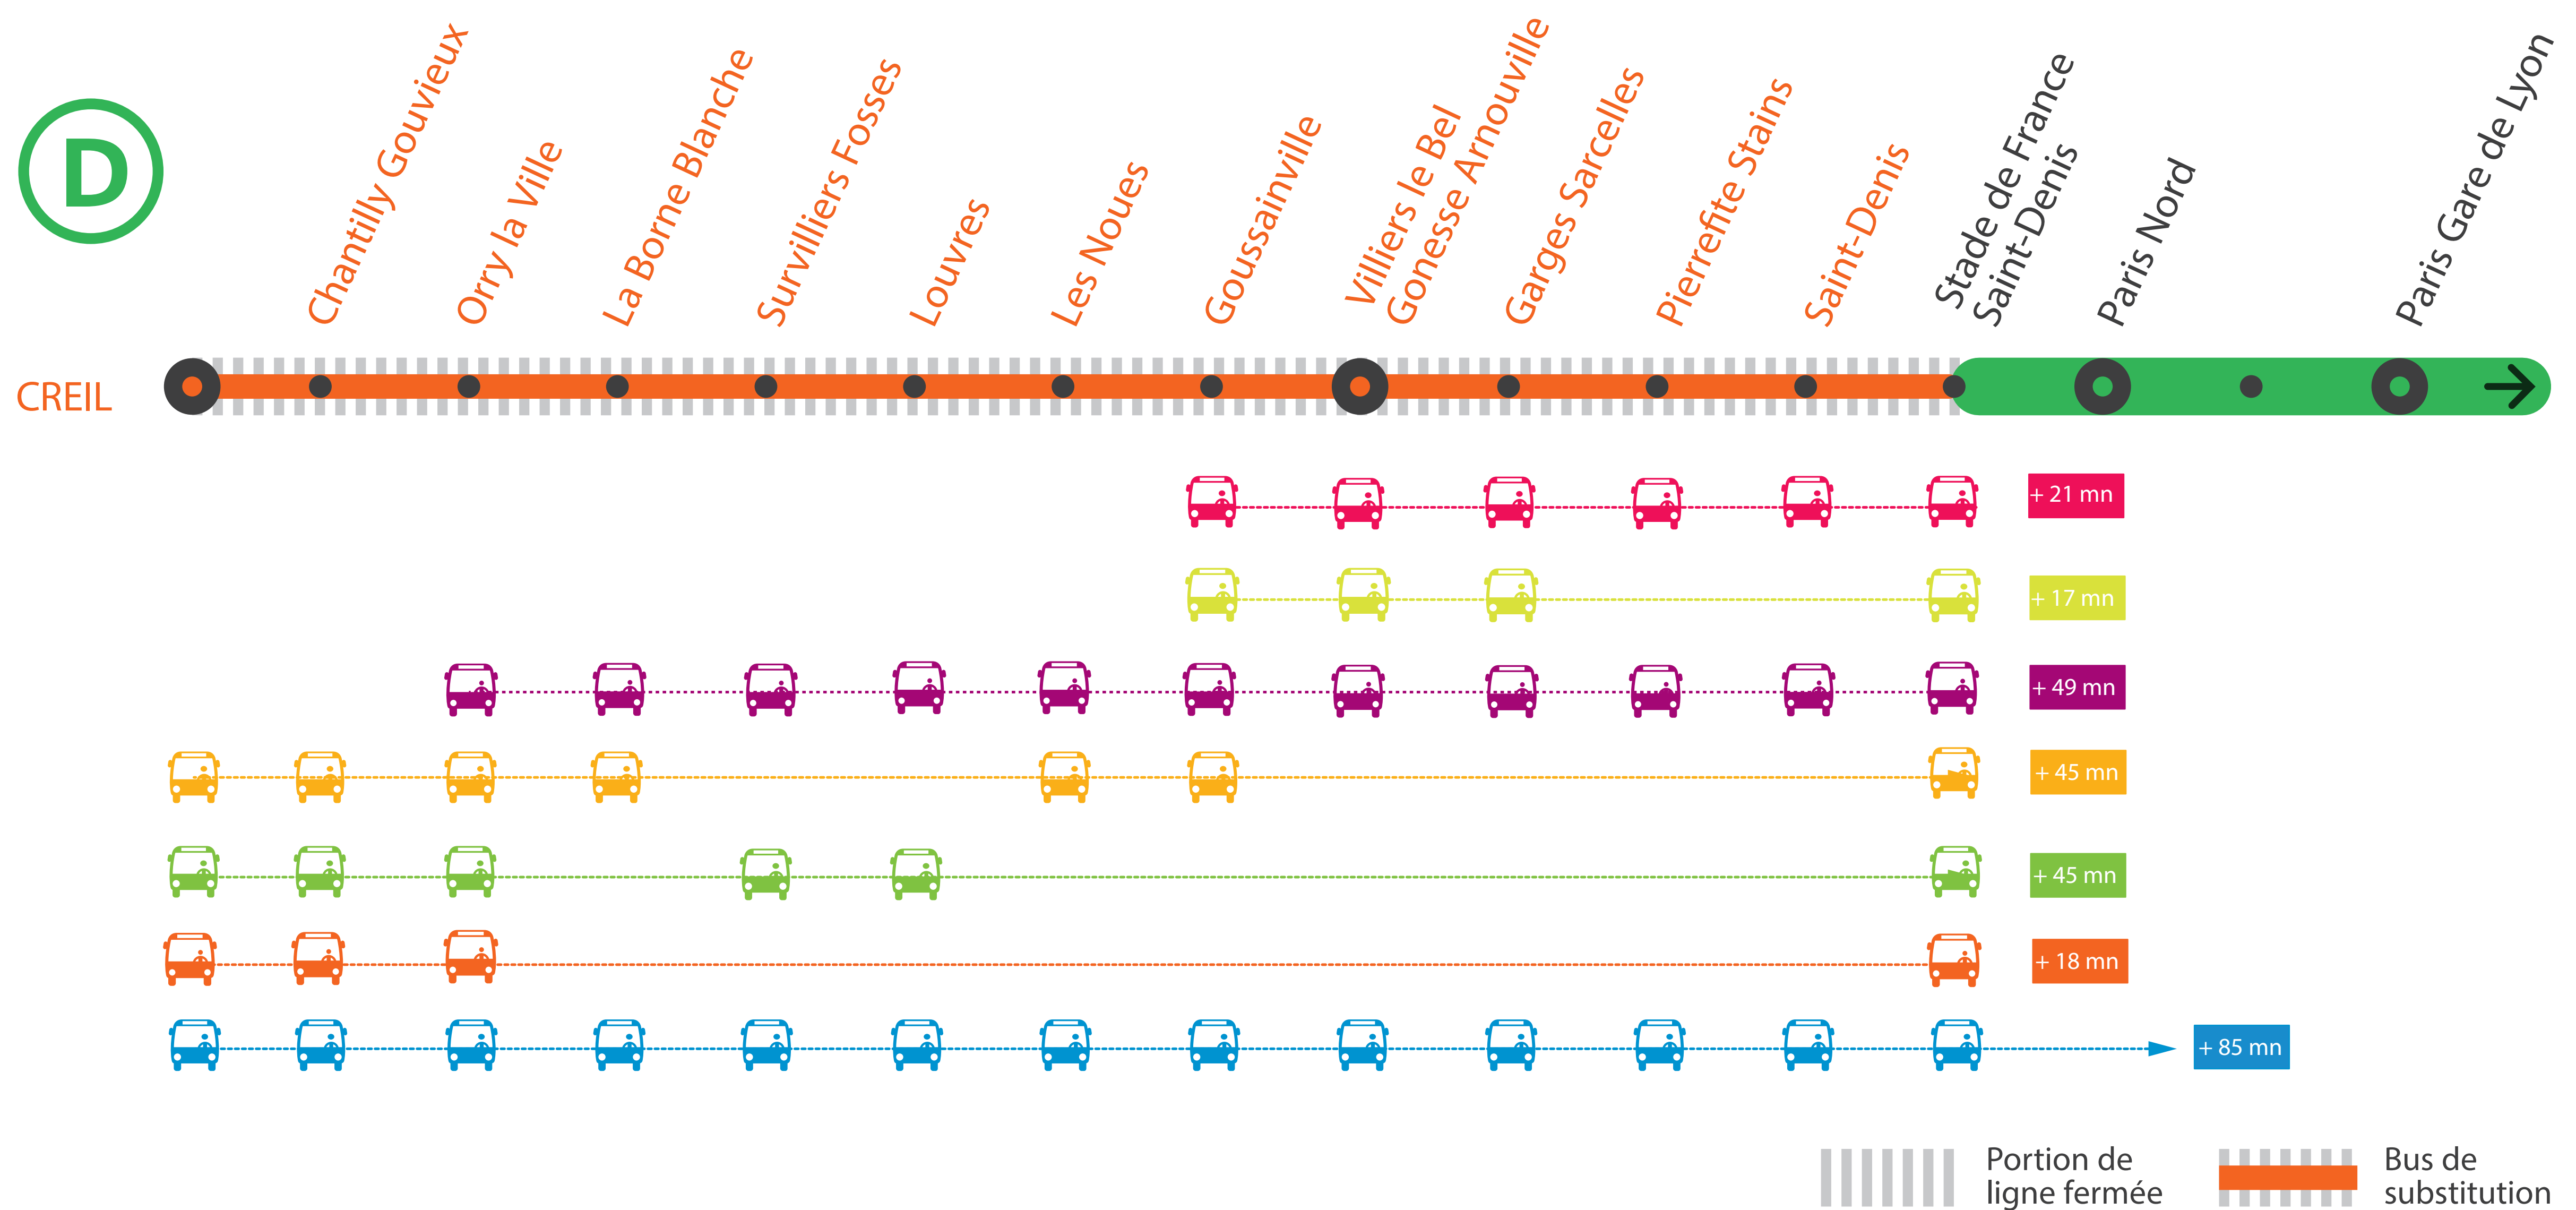 D
Chantilly Gouvieux
Orry la Ville
La Borne Blanche
Survilliers Fosses
Louvres
Les Noues
Goussainville
Villiers le Bel
Gonesse Arnouville
Garges Sarcelles
Pierrefite Stains
Saint-Denis
Stade de France
Saint-Denis
Paris Nord
Paris Gare de Lyon
CREIL
+ 21 mn
+ 17 mn
+ 49 mn
+ 45 mn
+ 45 mn
+ 18 mn
+ 85 mn
Portion de
ligne fermée
Bus de
substitution